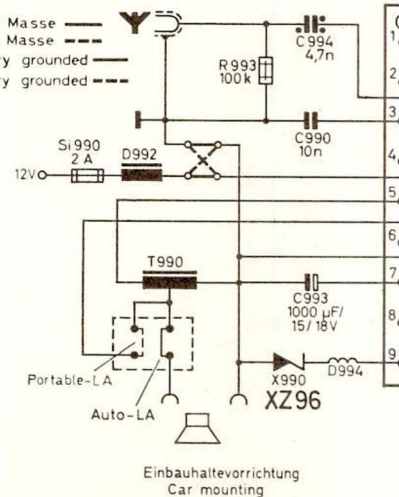 Masse
Masse
ry grounded
ry grounded
C994
4,7n
R993
100k
C990
10n
Si990
2 A
D992
12V
1
2
3
4
5
6
7
8
9
T990
C993
1000 µF/
15/18V
Portable-LA
Auto-LA
X990
D994
XZ96
Einbauhaltevorrichtung
Car mounting